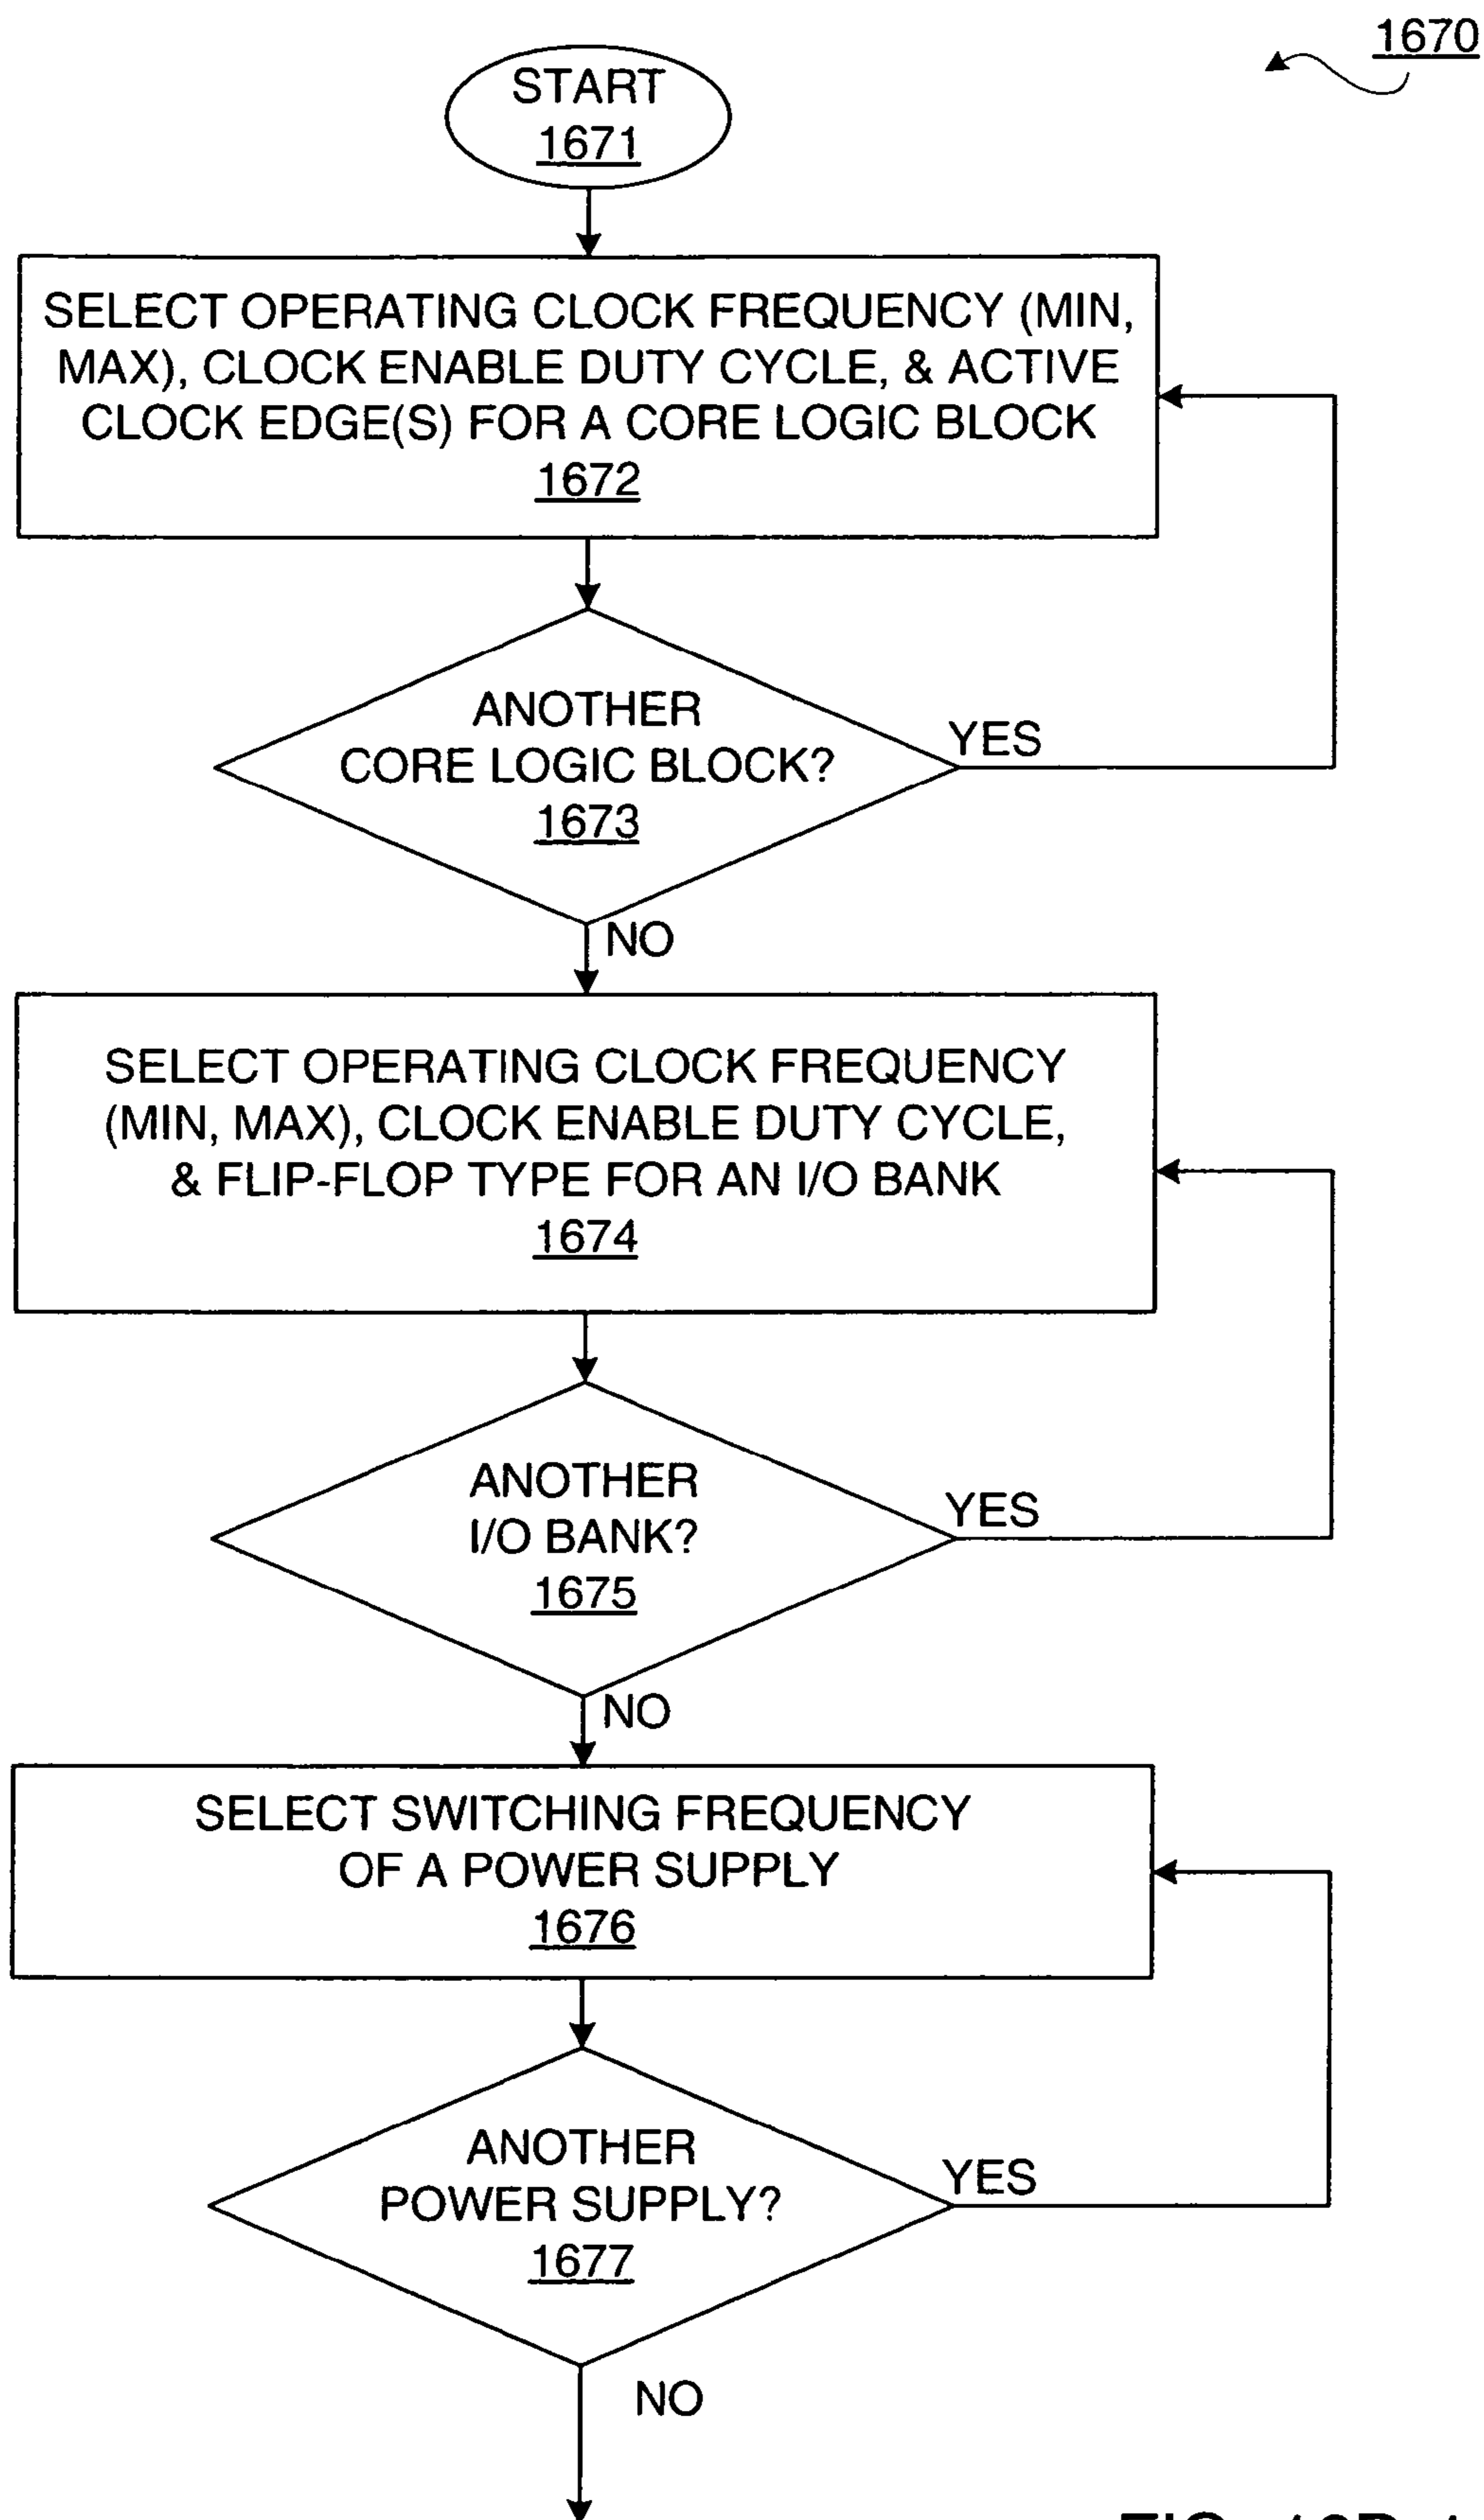 1670
START
1671
SELECT OPERATING CLOCK FREQUENCY (MIN,
MAX), CLOCK ENABLE DUTY CYCLE, & ACTIVE
CLOCK EDGE(S) FOR A CORE LOGIC BLOCK
1672
ANOTHER
CORE LOGIC BLOCK?
1673
YES
NO
SELECT OPERATING CLOCK FREQUENCY
(MIN, MAX), CLOCK ENABLE DUTY CYCLE,
& FLIP-FLOP TYPE FOR AN I/O BANK
1674
ANOTHER
I/O BANK?
1675
YES
NO
SELECT SWITCHING FREQUENCY
OF A POWER SUPPLY
1676
ANOTHER
POWER SUPPLY?
1677
YES
NO